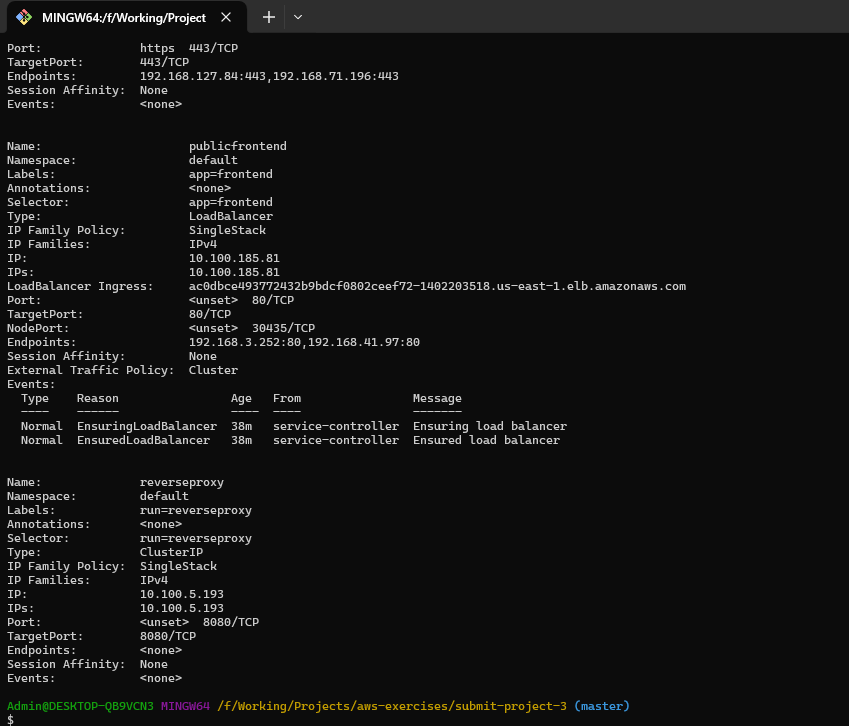 MINGW64:/f/Working/Project
Port:              https  443/TCP
TargetPort:        443/TCP
Endpoints:         192.168.127.84:443,192.168.71.196:443
Session Affinity:  None
Events:            <none>
Name:                     publicfrontend
Namespace:                default
Labels:                   app=frontend
Annotations:              <none>
Selector:                 app=frontend
Type:                     LoadBalancer
IP Family Policy:         SingleStack
IP Families:              IPv4
IP:                       10.100.185.81
IPs:                      10.100.185.81
LoadBalancer Ingress:     ac0dbce493772432b9bdcf0802ceef72-1402203518.us-east-1.elb.amazonaws.com
Port:                     <unset>  80/TCP
TargetPort:               80/TCP
NodePort:                 <unset>  30435/TCP
Endpoints:                192.168.3.252:80,192.168.41.97:80
Session Affinity:         None
External Traffic Policy:  Cluster
Events:
  Type    Reason                Age   From                Message
  ----    ------                ----  ----                -------
  Normal  EnsuringLoadBalancer  38m   service-controller  Ensuring load balancer
  Normal  EnsuredLoadBalancer   38m   service-controller  Ensured load balancer
Name:              reverseproxy
Namespace:         default
Labels:            run=reverseproxy
Annotations:       <none>
Selector:          run=reverseproxy
Type:              ClusterIP
IP Family Policy:  SingleStack
IP Families:       IPv4
IP:                10.100.5.193
IPs:               10.100.5.193
Port:              <unset>  8080/TCP
TargetPort:        8080/TCP
Endpoints:         <none>
Session Affinity:  None
Events:            <none>
Admin@DESKTOP-QB9VCN3 MINGW64 /f/Working/Projects/aws-exercises/submit-project-3 (master)
$